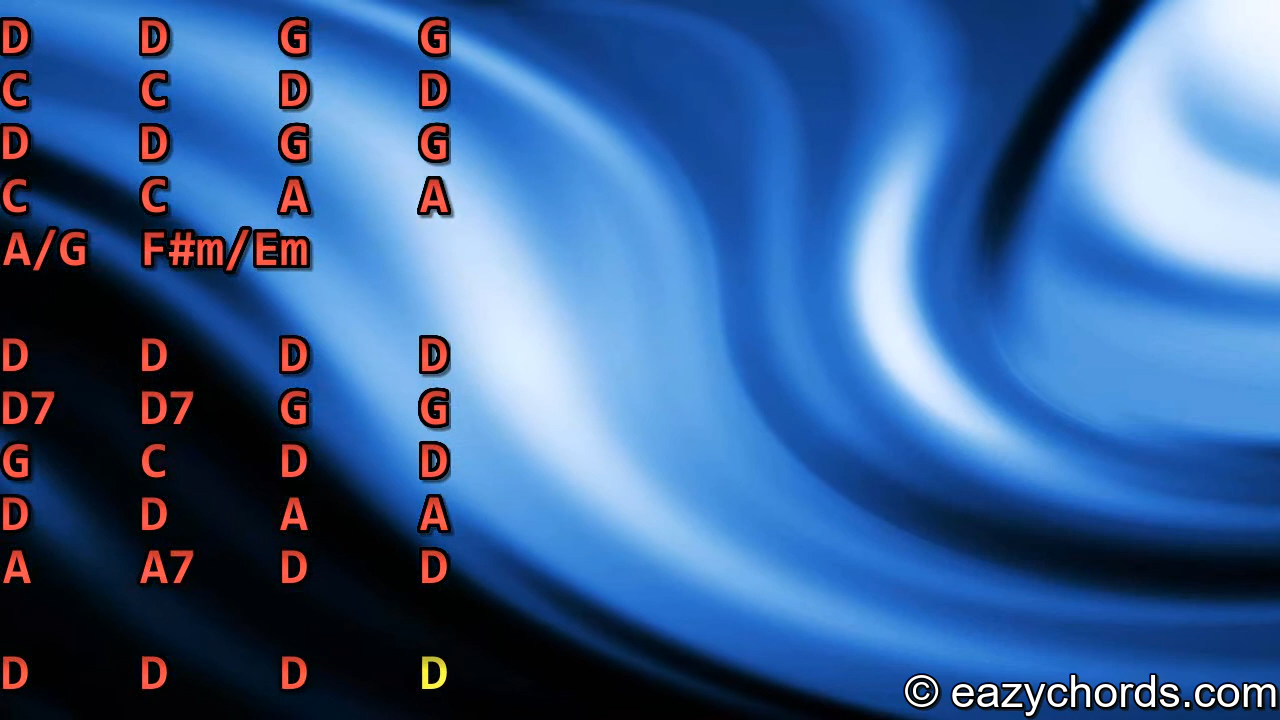 D D G G
C C D D
D D G G
C C A A
A/G F#m/Em
D D D D
D7 D7 G G
G C D D
D D A A
A A7 D D
D D D D
© eazychords.com